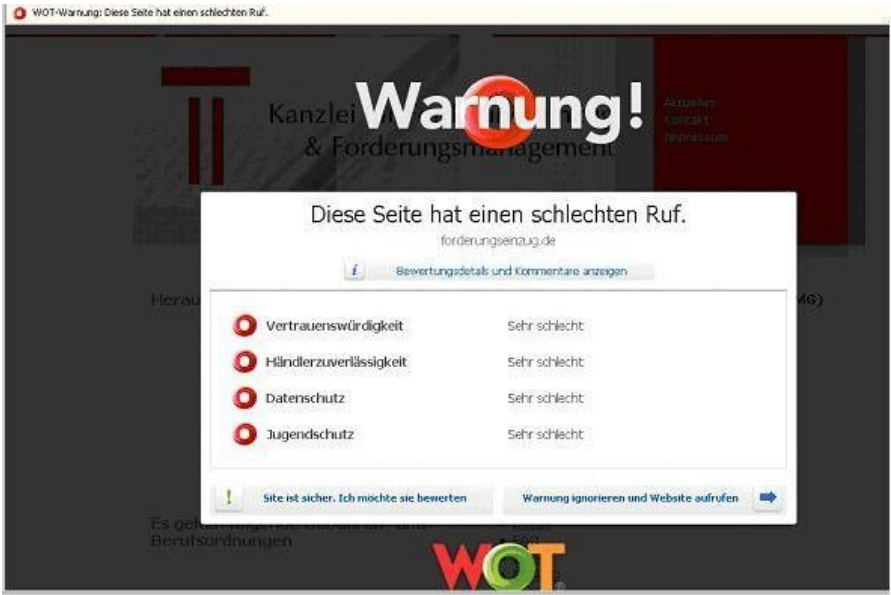 WOT-Warnung: Diese Seite hat einen schlechten Ruf.
Warnung!
Kanzlei
& Forderungsmanagement
Aktuelles
Kontakt
Impressum
Diese Seite hat einen schlechten Ruf.
forderungseinzug.de
i Bewertungsdetails und Kommentare anzeigen
Vertrauenswürdigkeit Sehr schlecht
Händlerzuverlässigkeit Sehr schlecht
Datenschutz Sehr schlecht
Jugendschutz Sehr schlecht
! Site ist sicher. Ich möchte sie bewerten
Warnung ignorieren und Website aufrufen
Berufsordnungen
WOT®